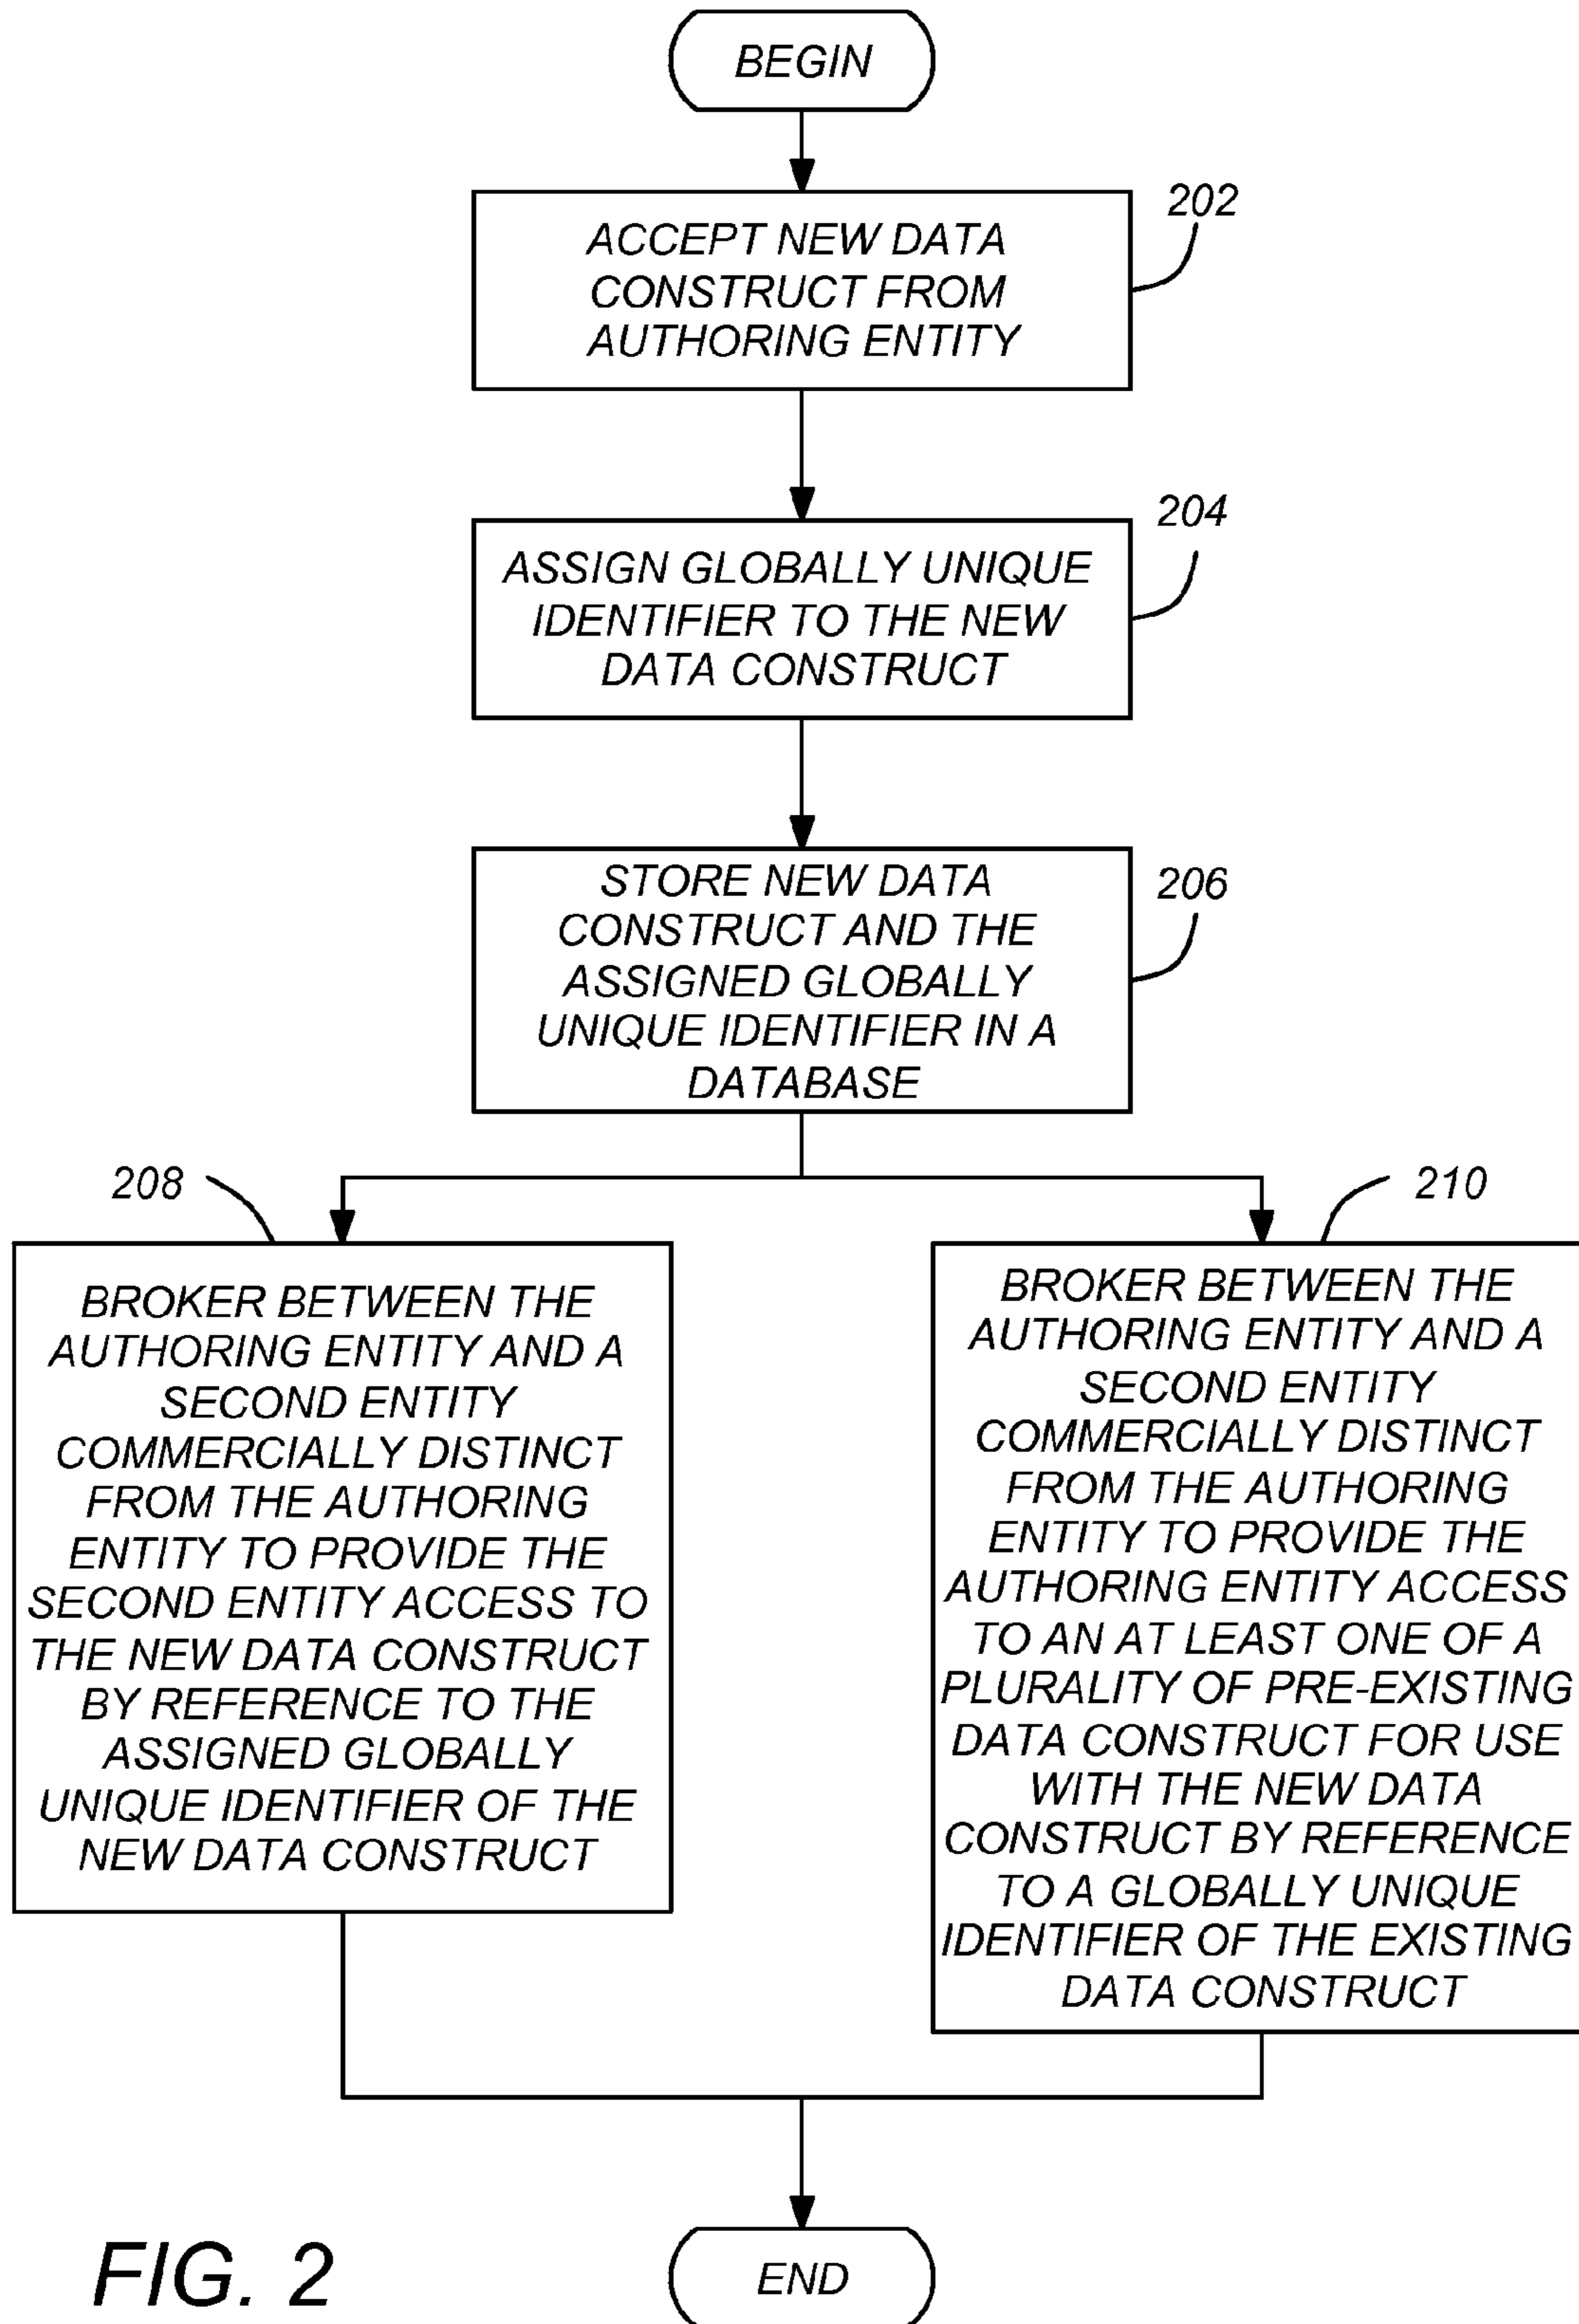 BEGIN
202
ACCEPT NEW DATA
CONSTRUCT FROM
AUTHORING ENTITY
204
ASSIGN GLOBALLY UNIQUE
IDENTIFIER TO THE NEW
DATA CONSTRUCT
206
STORE NEW DATA
CONSTRUCT AND THE
ASSIGNED GLOBALLY
UNIQUE IDENTIFIER IN A
DATABASE
208
BROKER BETWEEN THE
AUTHORING ENTITY AND A
SECOND ENTITY
COMMERCIALLY DISTINCT
FROM THE AUTHORING
ENTITY TO PROVIDE THE
SECOND ENTITY ACCESS TO
THE NEW DATA CONSTRUCT
BY REFERENCE TO THE
ASSIGNED GLOBALLY
UNIQUE IDENTIFIER OF THE
NEW DATA CONSTRUCT
210
BROKER BETWEEN THE
AUTHORING ENTITY AND A
SECOND ENTITY
COMMERCIALLY DISTINCT
FROM THE AUTHORING
ENTITY TO PROVIDE THE
AUTHORING ENTITY ACCESS
TO AN AT LEAST ONE OF A
PLURALITY OF PRE-EXISTING
DATA CONSTRUCT FOR USE
WITH THE NEW DATA
CONSTRUCT BY REFERENCE
TO A GLOBALLY UNIQUE
IDENTIFIER OF THE EXISTING
DATA CONSTRUCT
END
FIG. 2